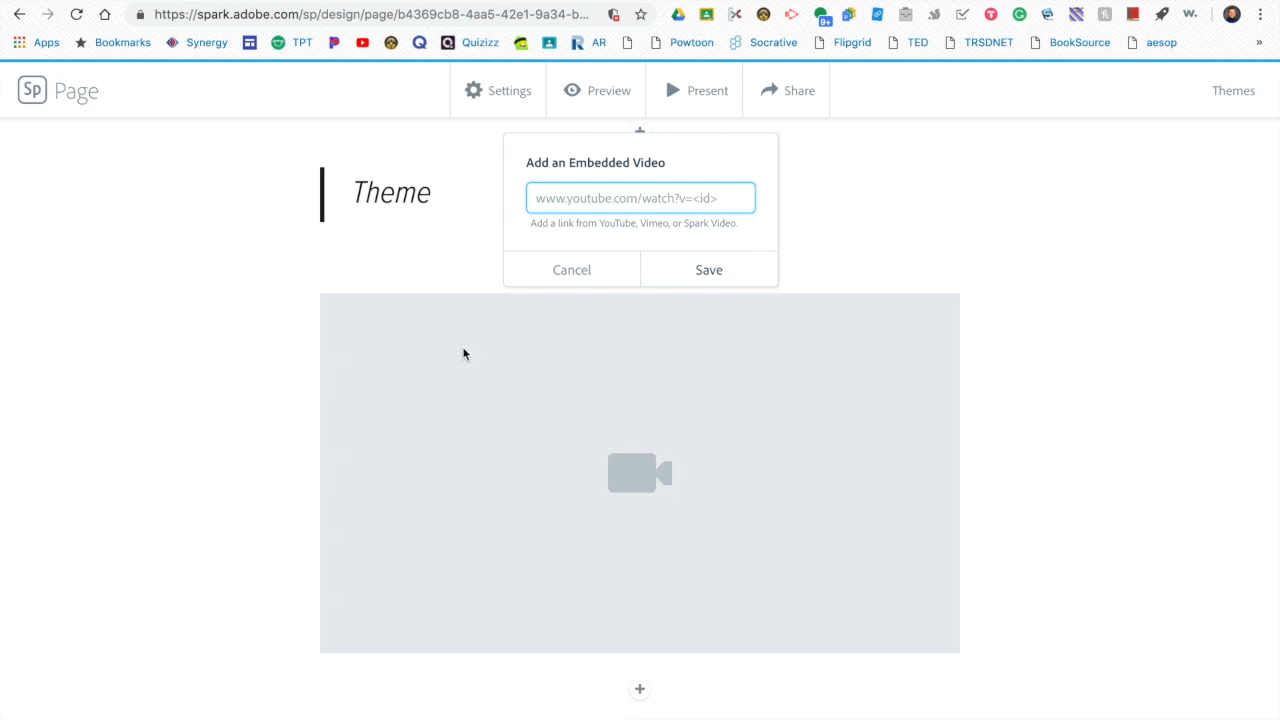 https://spark.adobe.com/sp/design/page/b4369cb8-4aa5-42e1-9a34-b...
9+
w.
Apps
Bookmarks
Synergy
TPT
Quizizz
AR
Powtoon
Socrative
Flipgrid
TED
TRSDNET
BookSource
aesop
»
Sp Page
Settings
Preview
Present
Share
Themes
Add an Embedded Video
Theme
www.youtube.com/watch?v=<id>
Add a link from YouTube, Vimeo, or Spark Video.
Cancel
Save